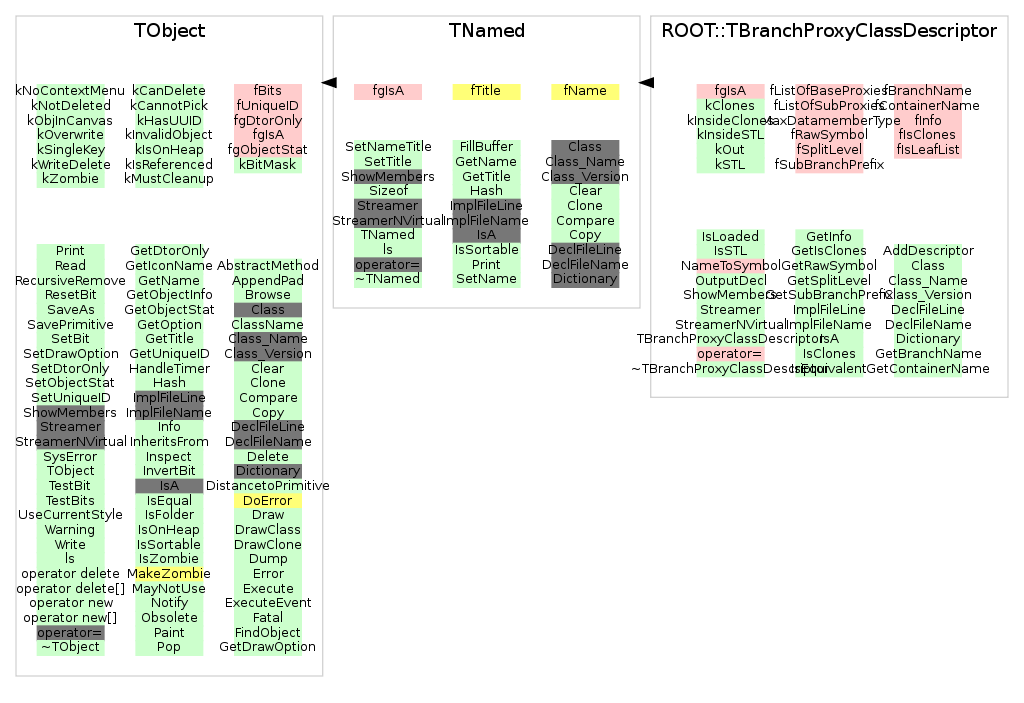 TObject
kNoContextMenu
kNotDeleted
kObjInCanvas
kOverwrite
kSingleKey
kWriteDelete
kZombie
kCanDelete
kCannotPick
kHasUUID
kInvalidObject
kIsOnHeap
kIsReferenced
kMustCleanup
fBits
fUniqueID
fgDtorOnly
fgIsA
fgObjectStat
kBitMask
Print
Read
RecursiveRemove
ResetBit
SaveAs
SavePrimitive
SetBit
SetDrawOption
SetDtorOnly
SetObjectStat
SetUniqueID
ShowMembers
Streamer
StreamerNVirtual
SysError
TObject
TestBit
TestBits
UseCurrentStyle
Warning
Write
ls
operator delete
operator delete[]
operator new
operator new[]
operator=
~TObject
GetDtorOnly
GetIconName
GetName
GetObjectInfo
GetObjectStat
GetOption
GetTitle
GetUniqueID
HandleTimer
Hash
ImplFileLine
ImplFileName
Info
InheritsFrom
Inspect
InvertBit
IsA
IsEqual
IsFolder
IsOnHeap
IsSortable
IsZombie
MakeZombie
MayNotUse
Notify
Obsolete
Paint
Pop
AbstractMethod
AppendPad
Browse
Class
ClassName
Class_Name
Class_Version
Clear
Clone
Compare
Copy
DeclFileLine
DeclFileName
Delete
Dictionary
DistancetoPrimitive
DoError
Draw
DrawClass
DrawClone
Dump
Error
Execute
ExecuteEvent
Fatal
FindObject
GetDrawOption
TNamed
fgIsA
fTitle
fName
SetNameTitle
SetTitle
ShowMembers
Sizeof
Streamer
StreamerNVirtual
TNamed
ls
operator=
~TNamed
FillBuffer
GetName
GetTitle
Hash
ImplFileLine
ImplFileName
IsA
IsSortable
Print
SetName
Class
Class_Name
Class_Version
Clear
Clone
Compare
Copy
DeclFileLine
DeclFileName
Dictionary
ROOT::TBranchProxyClassDescriptor
fgIsA
kClones
kInsideClones
kInsideSTL
kOut
kSTL
fListOfBaseProxies
fListOfSubProxies
fMaxDatamemberType
fRawSymbol
fSplitLevel
fSubBranchPrefix
fBranchName
fContainerName
fInfo
fIsClones
fIsLeafList
IsLoaded
IsSTL
NameToSymbol
OutputDecl
ShowMembers
Streamer
StreamerNVirtual
TBranchProxyClassDescriptor
operator=
~TBranchProxyClassDescriptor
GetInfo
GetIsClones
GetRawSymbol
GetSplitLevel
GetSubBranchPrefix
ImplFileLine
ImplFileName
IsA
IsClones
IsEquivalent
AddDescriptor
Class
Class_Name
Class_Version
DeclFileLine
DeclFileName
Dictionary
GetBranchName
GetContainerName